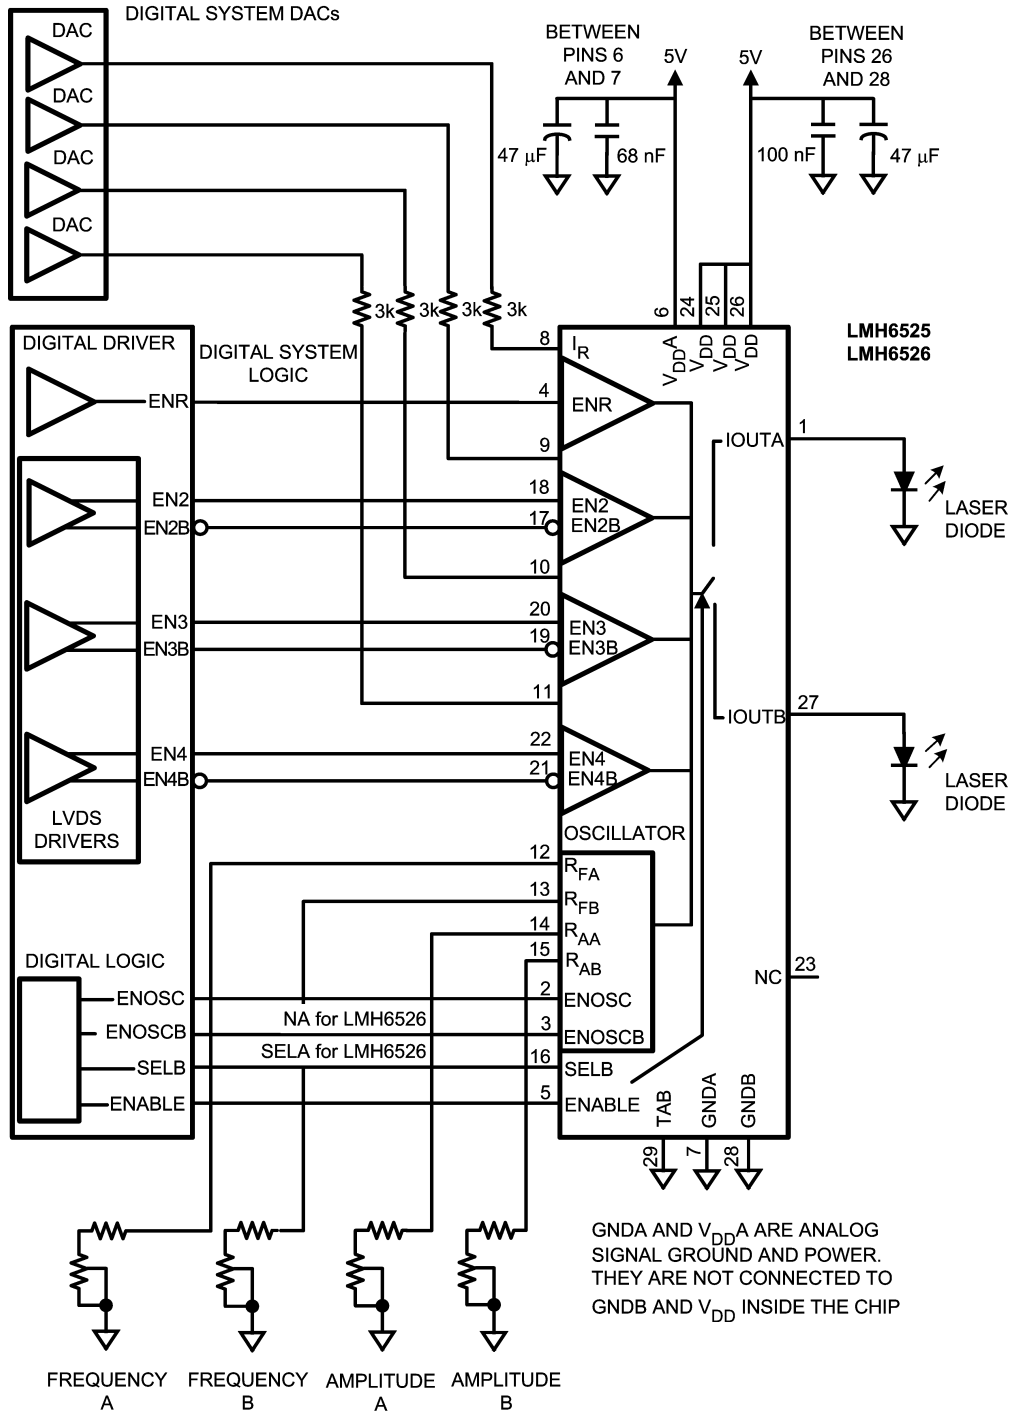 DIGITAL SYSTEM DACs
DAC
DAC
DAC
DAC
BETWEEN
PINS 6
AND 7
5V
47 μF
68 nF
5V
BETWEEN
PINS 26
AND 28
100 nF
47 μF
3k
3k
3k
3k
6
24
25
26
LMH6525
LMH6526
DIGITAL DRIVER
DIGITAL SYSTEM
LOGIC
8
IR
VDDA
VDD
VDD
VDD
ENR
4
ENR
9
1
IOUTA
LASER
DIODE
EN2
EN2B
18
17
EN2
EN2B
10
EN3
EN3B
20
19
EN3
EN3B
11
27
IOUTB
LASER
DIODE
EN4
EN4B
22
21
EN4
EN4B
LVDS
DRIVERS
OSCILLATOR
12
RFA
13
RFB
14
RAA
15
RAB
DIGITAL LOGIC
ENOSC
2
ENOSC
NA for LMH6526
ENOSCB
3
ENOSCB
SELA for LMH6526
SELB
16
SELB
ENABLE
5
ENABLE
NC
23
TAB
GNDA
GNDB
29
7
28
GNDA AND VDDA ARE ANALOG
SIGNAL GROUND AND POWER.
THEY ARE NOT CONNECTED TO
GNDB AND VDD INSIDE THE CHIP
FREQUENCY
A
FREQUENCY
B
AMPLITUDE
A
AMPLITUDE
B